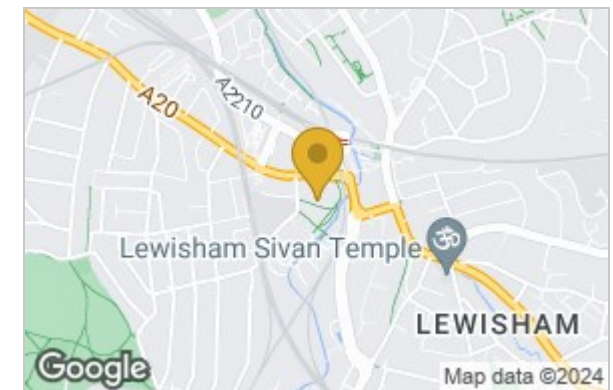 A20
A2210
Lewisham Sivan Temple
ॐ
LEWISHAM
Google
Map data ©2024